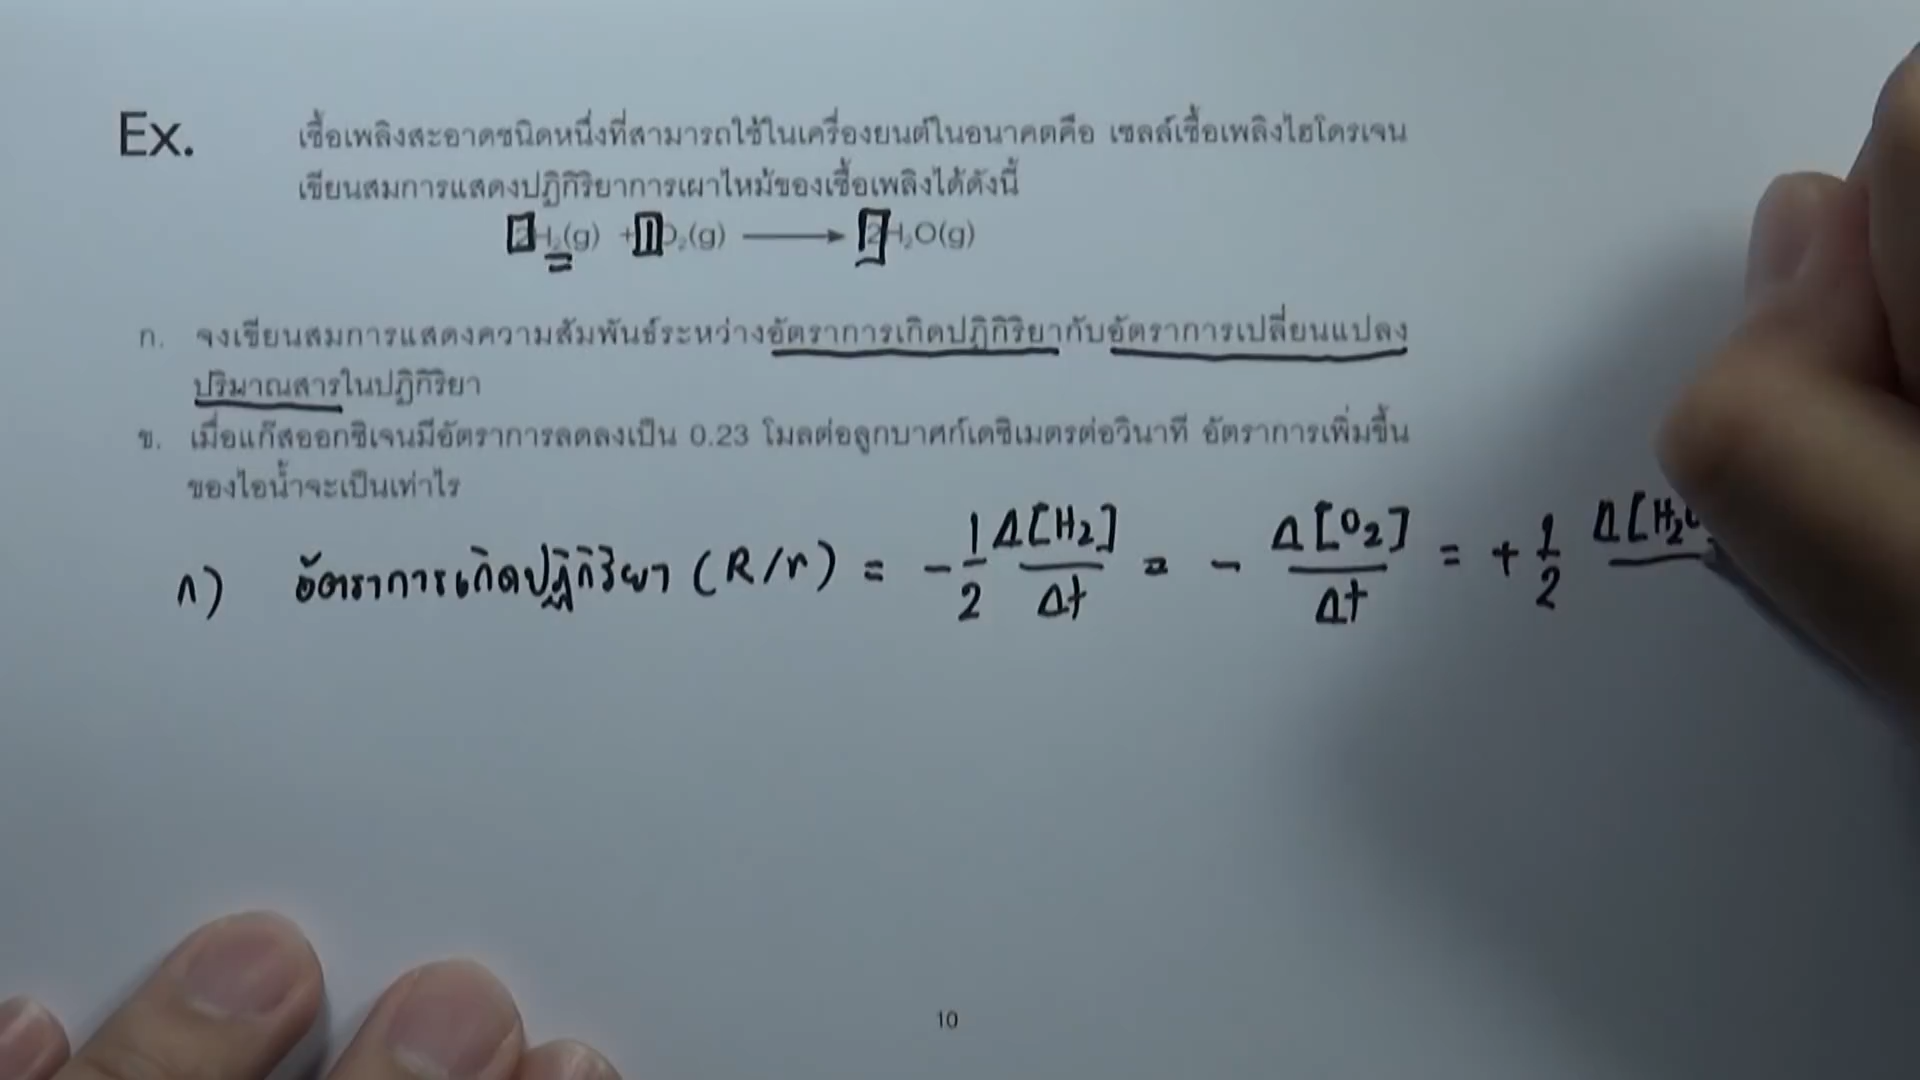 Ex. เชื้อเพลิงสะอาดชนิดหนึ่งที่สามารถใช้ในเครื่องยนต์ในอนาคตคือ เซลล์เชื้อเพลิงไฮโดรเจน
เขียนสมการแสดงปฏิกิริยาการเผาไหม้ของเชื้อเพลิงได้ดังนี้
2H₂(g) + 1O₂(g) ⟶ 2H₂O(g)
ก. จงเขียนสมการแสดงความสัมพันธ์ระหว่างอัตราการเกิดปฏิกิริยากับอัตราการเปลี่ยนแปลง
ปริมาณสารในปฏิกิริยา
ข. เมื่อแก๊สออกซิเจนมีอัตราการลดลงเป็น 0.23 โมลต่อลูกบาศก์เดซิเมตรต่อวินาที อัตราการเพิ่มขึ้น
ของไอน้ำจะเป็นเท่าไร
ก) อัตราการเกิดปฏิกิริยา (R/r) = - 1/2 Δ[H₂]/Δt = - Δ[O₂]/Δt = + 1/2 Δ[H₂O
10